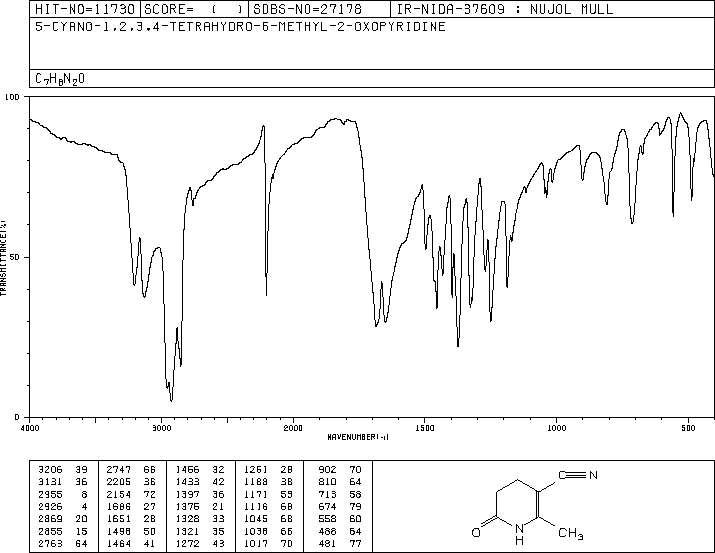 HIT-NO=11730 SCORE= ( ) SDBS-NO=27178 IR-NIDA-37609 : NUJOL MULL
5-CYANO-1,2,3,4-TETRAHYDRO-6-METHYL-2-OXOPYRIDINE
C7H8N2O
100
50
0
TRANSMITTANCE(%)
4000 3000 2000 1500 1000 500
WAVENUMBER(-1)
3206 39 2747 66 1456 32 1251 28 902 70
3131 36 2205 36 1433 42 1188 38 810 64
2955 8 2154 72 1397 36 1171 53 713 58
2926 4 1686 27 1375 21 1116 68 674 79
2869 20 1651 28 1328 33 1045 68 558 60
2855 15 1498 50 1321 35 1038 66 488 64
2763 64 1464 41 1272 43 1017 70 481 77
C≡N
O
N
H
CH3